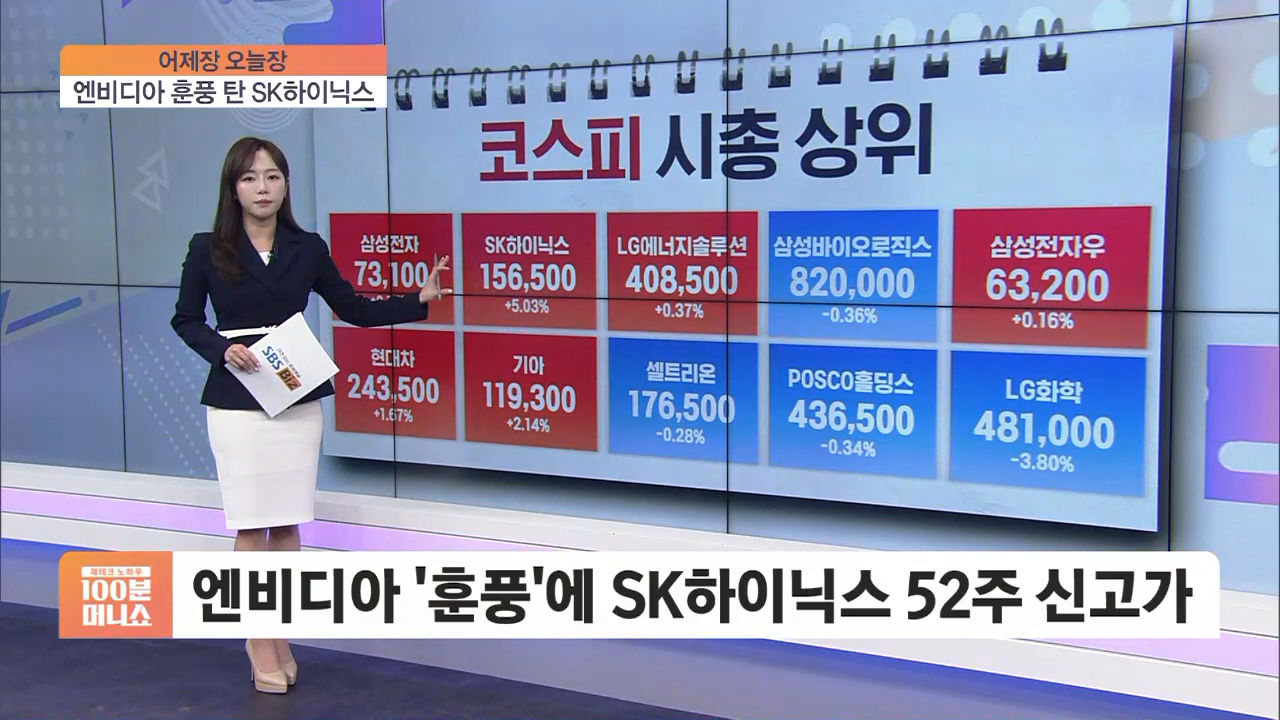 어제장 오늘장
엔비디아 훈풍 탄 SK하이닉스
코스피 시총 상위
삼성전자
73,100
SK하이닉스
156,500
+5.03%
LG에너지솔루션
408,500
+0.37%
삼성바이오로직스
820,000
-0.36%
삼성전자우
63,200
+0.16%
현대차
243,500
+1.67%
기아
119,300
+2.14%
셀트리온
176,500
-0.28%
POSCO홀딩스
436,500
-0.34%
LG화학
481,000
-3.80%
SBS Biz
재테크 노하우
100분
머니쇼
엔비디아 '훈풍'에 SK하이닉스 52주 신고가